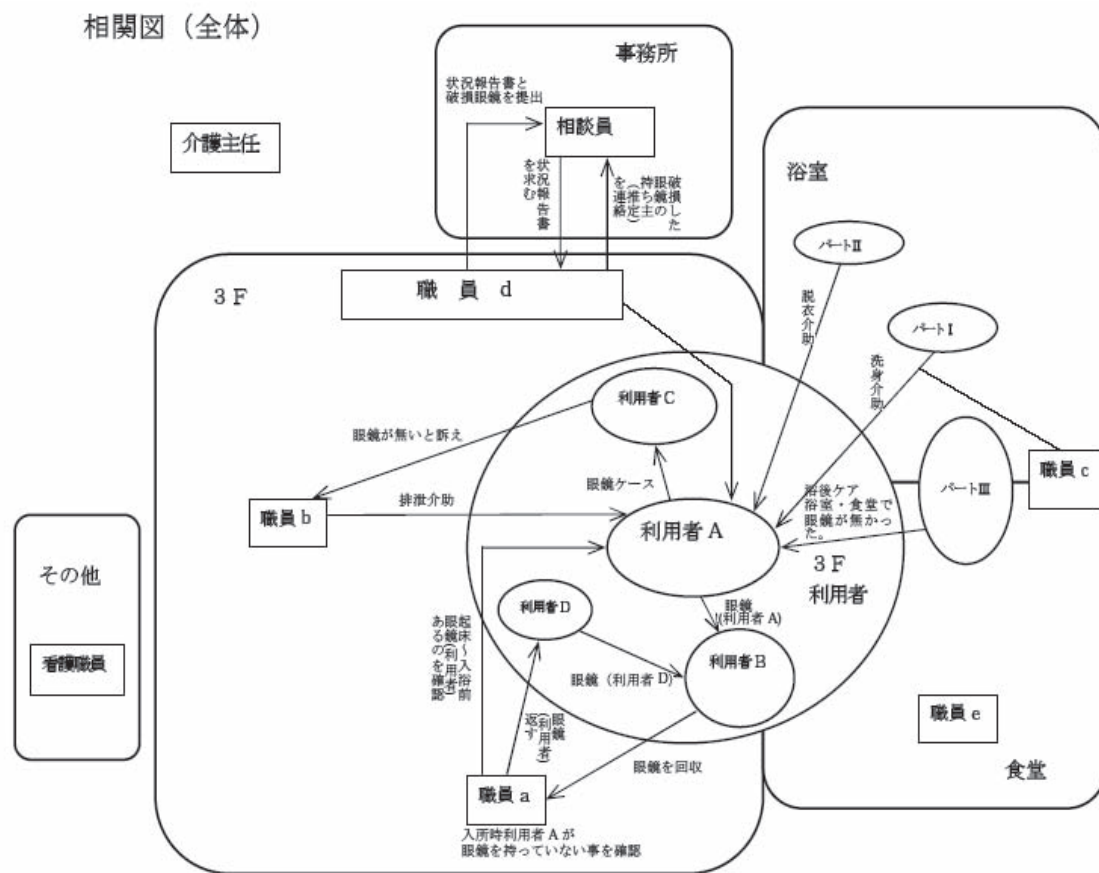 相関図（全体）
事務所
状況報告書と
破損眼鏡を提出
相談員
介護主任
状況報告書
を求む
破損した
眼鏡の
持ち主
(推定)
を連絡
浴室
パートⅡ
３Ｆ
職　員　ｄ
脱衣介助
パートⅠ
洗身介助
利用者Ｃ
眼鏡が無いと訴え
眼鏡ケース
職員ｂ
排泄介助
利用者Ａ
浴後ケア
浴室・食堂で
眼鏡が無かっ
た。
パートⅢ
職員ｃ
３Ｆ
利用者
その他
看護職員
起床～入浴前
眼鏡(利用者)
あるのを確認
利用者Ｄ
眼鏡
(利用者Ａ)
利用者Ｂ
眼鏡（利用者Ｄ）
眼鏡
(利用者)
返す
眼鏡を回収
職員ｅ
食堂
職員ａ
入所時利用者Ａが
眼鏡を持っていない事を確認